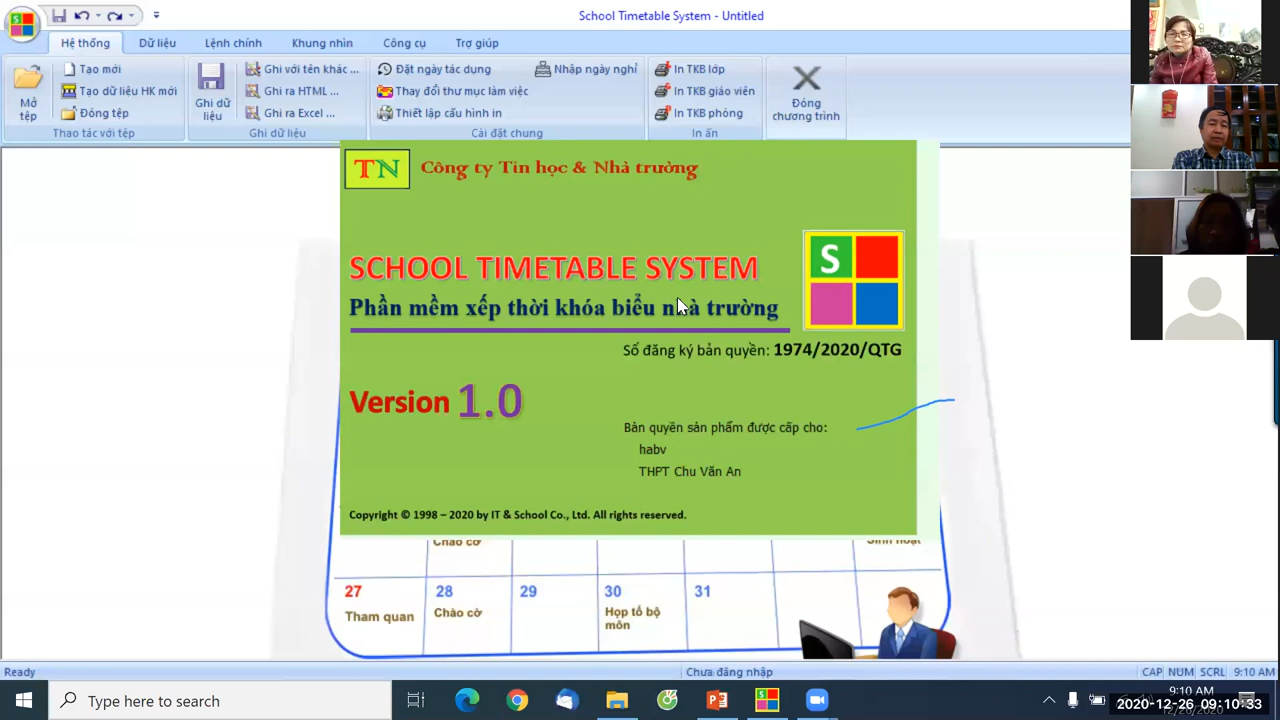 School Timetable System - Untitled
Hệ thống Dữ liệu Lệnh chính Khung nhìn Công cụ Trợ giúp
Mở tệp
Tạo mới
Tạo dữ liệu HK mới
Đóng tệp
Thao tác với tệp
Ghi dữ liệu
Ghi với tên khác ...
Ghi ra HTML ...
Ghi ra Excel ...
Ghi dữ liệu
Đặt ngày tác dụng
Thay đổi thư mục làm việc
Thiết lập cấu hình in
Nhập ngày nghỉ
Cài đặt chung
In TKB lớp
In TKB giáo viên
In TKB phòng
In ấn
Đóng chương trình
TN Công ty Tin học & Nhà trường
SCHOOL TIMETABLE SYSTEM
Phần mềm xếp thời khóa biểu nhà trường
S
Số đăng ký bản quyền: 1974/2020/QTG
Version 1.0
Bản quyền sản phẩm được cấp cho:
habv
THPT Chu Văn An
Copyright © 1998 – 2020 by IT & School Co., Ltd. All rights reserved.
Chào cờ
Sinh hoạt
27 28 29 30 31
Tham quan Chào cờ Họp tổ bộ môn
Ready Chưa đăng nhập CAP NUM SCRL 9:10 AM
Type here to search
9:10 AM
2020-12-26 09:10:33